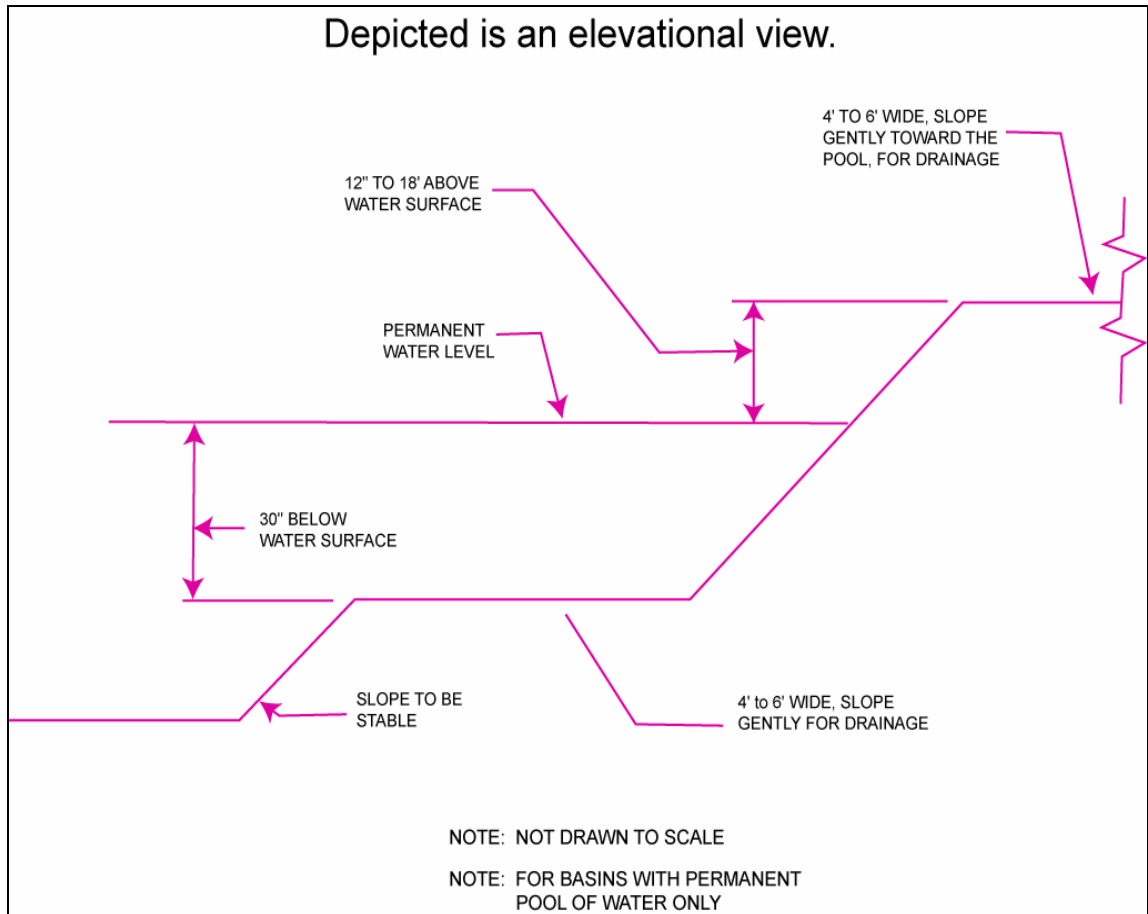 Depicted is an elevational view.
4' TO 6' WIDE, SLOPE
GENTLY TOWARD THE
POOL, FOR DRAINAGE
12" TO 18' ABOVE
WATER SURFACE
PERMANENT
WATER LEVEL
30" BELOW
WATER SURFACE
SLOPE TO BE
STABLE
4' to 6' WIDE, SLOPE
GENTLY FOR DRAINAGE
NOTE: NOT DRAWN TO SCALE
NOTE: FOR BASINS WITH PERMANENT
POOL OF WATER ONLY